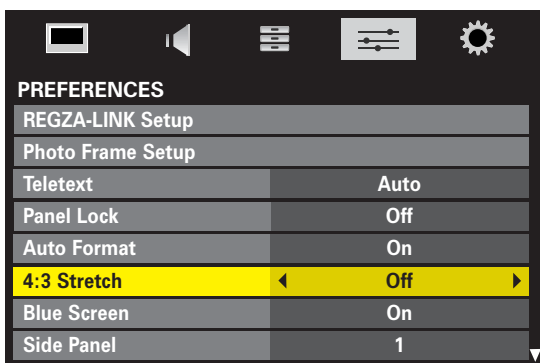 PREFERENCES
REGZA-LINK Setup
Photo Frame Setup
Teletext Auto
Panel Lock Off
Auto Format On
4:3 Stretch Off
Blue Screen On
Side Panel 1